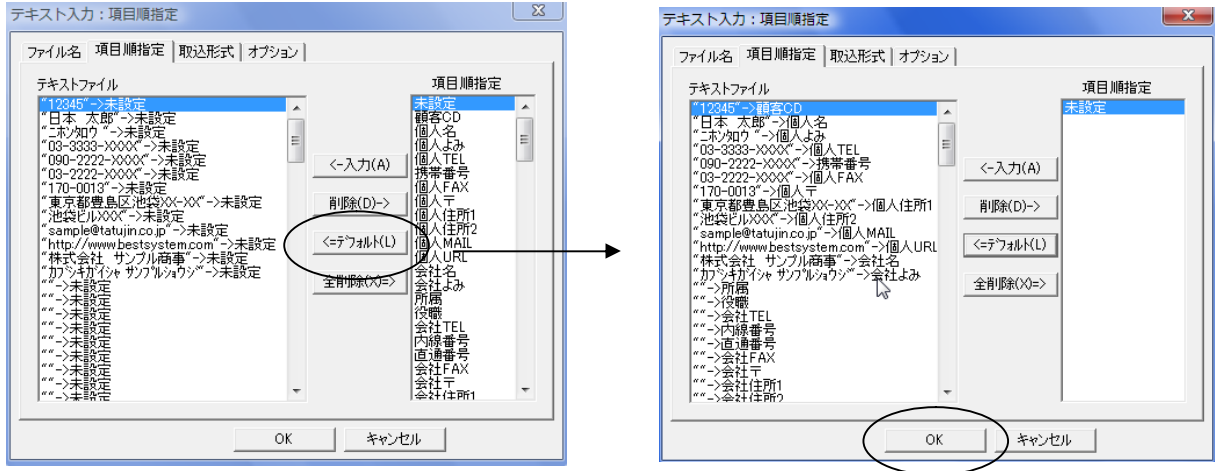 テキスト入力：項目順指定
ファイル名 項目順指定 取込形式 オプション
テキストファイル
"12345"->未設定
"日本 太郎"->未設定
"ﾆﾎﾝﾀﾛｳ "->未設定
"03-3333-XXXX"->未設定
"090-2222-XXXX"->未設定
"03-2222-XXXX"->未設定
"170-0013"->未設定
"東京都豊島区池袋XX-XX"->未設定
"池袋ビルXXX"->未設定
"sample@tatujin.co.jp"->未設定
"http://www.bestsystem.com"->未設定
"株式会社 サンプル商事"->未設定
"ｶﾌﾞｼｷｶﾞｲｼｬ ｻﾝﾌﾟﾙｼｮｳｼﾞ"->未設定
""->未設定
""->未設定
""->未設定
""->未設定
""->未設定
""->未設定
""->未設定
""->未設定
<-入力(A)
削除(D)->
<=ﾃﾞﾌｫﾙﾄ(L)
全削除(X)=>
項目順指定
未設定
顧客CD
個人名
個人よみ
個人TEL
携帯番号
個人FAX
個人〒
個人住所1
個人住所2
個人MAIL
個人URL
会社名
会社よみ
所属
役職
会社TEL
内線番号
直通番号
会社FAX
会社〒
会社住所1
OK
キャンセル
テキスト入力：項目順指定
ファイル名 項目順指定 取込形式 オプション
テキストファイル
"12345"->顧客CD
"日本 太郎"->個人名
"ﾆﾎﾝﾀﾛｳ "->個人よみ
"03-3333-XXXX"->個人TEL
"090-2222-XXXX"->携帯番号
"03-2222-XXXX"->個人FAX
"170-0013"->個人〒
"東京都豊島区池袋XX-XX"->個人住所1
"池袋ビルXXX"->個人住所2
"sample@tatujin.co.jp"->個人MAIL
"http://www.bestsystem.com"->個人URL
"株式会社 サンプル商事"->会社名
"ｶﾌﾞｼｷｶﾞｲｼｬ ｻﾝﾌﾟﾙｼｮｳｼﾞ"->会社よみ
""->所属
""->役職
""->会社TEL
""->内線番号
""->直通番号
""->会社FAX
""->会社〒
""->会社住所1
""->会社住所2
<-入力(A)
削除(D)->
<=ﾃﾞﾌｫﾙﾄ(L)
全削除(X)=>
項目順指定
未設定
OK
キャンセル